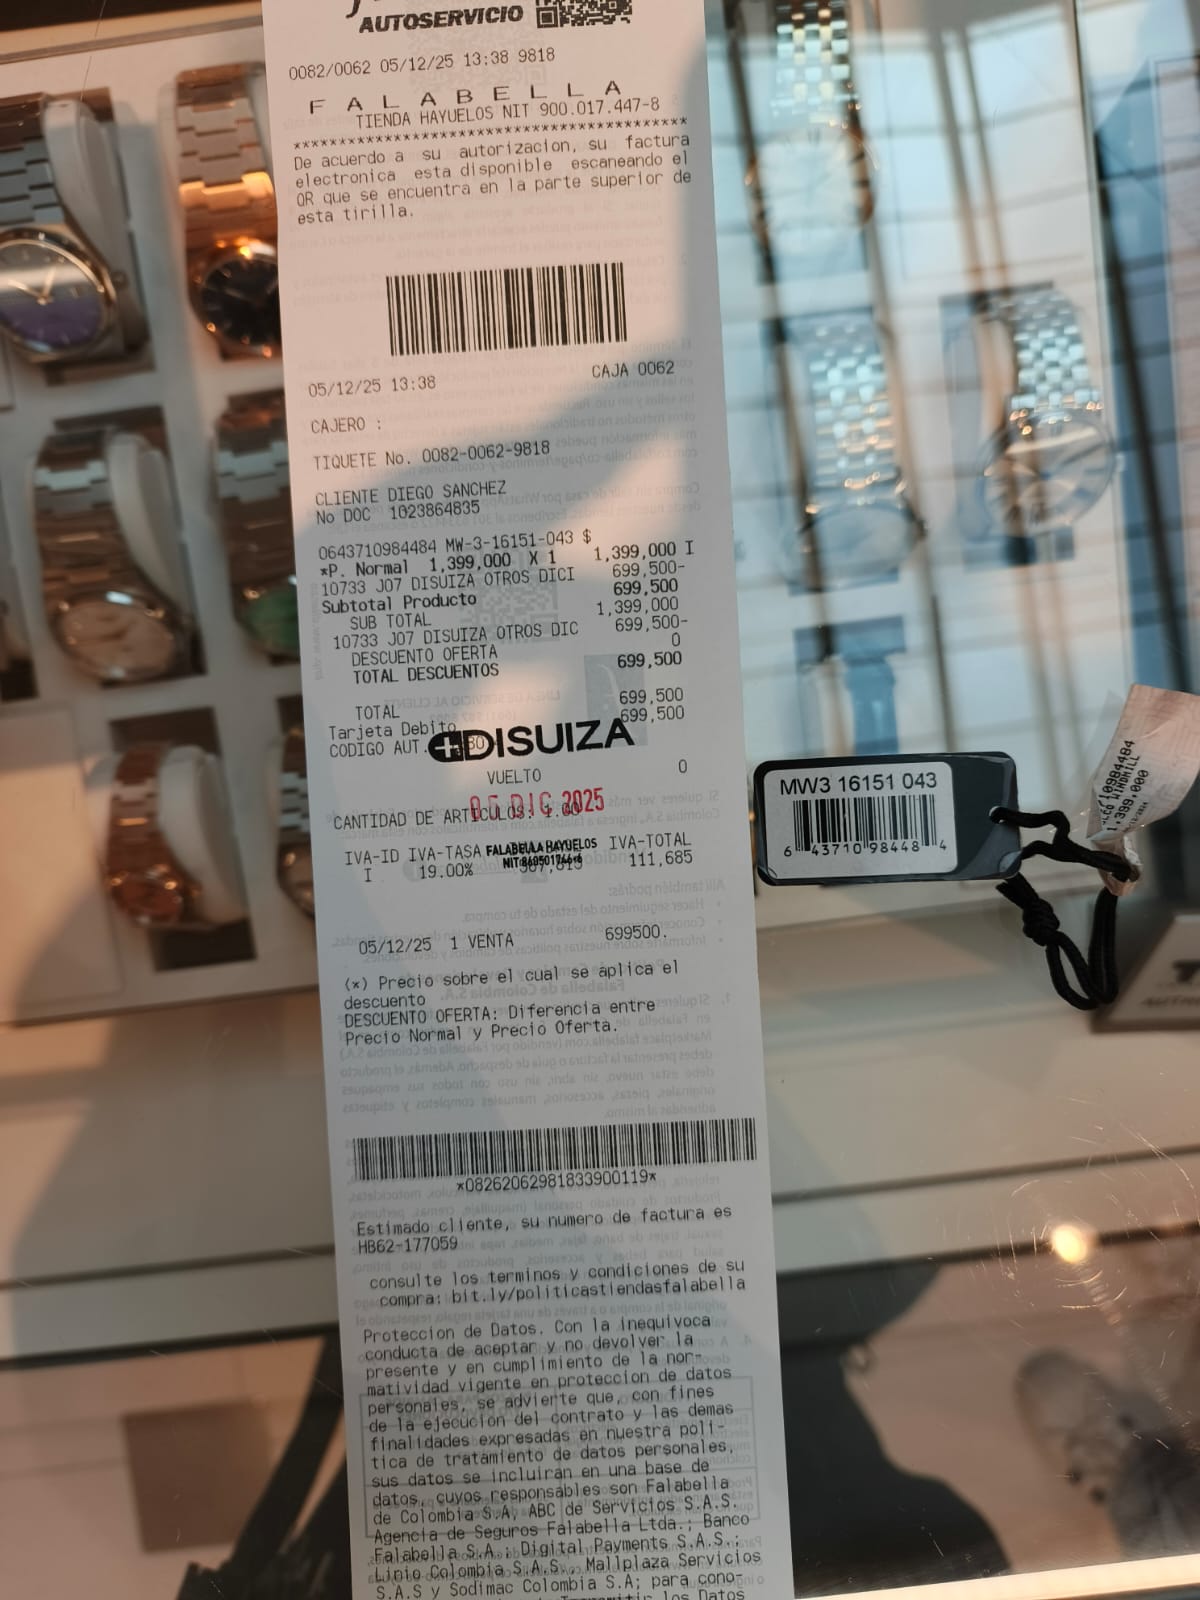 AUTOSERVICIO
0082/0062 05/12/25 13:38 9818
F A L A B E L L A
TIENDA HAYUELOS NIT 900.017.447-8
****************************************
De acuerdo a su autorizacion, su factura
electronica esta disponible escaneando el
QR que se encuentra en la parte superior de
esta tirilla.
05/12/25 13:38 CAJA 0062
CAJERO :
TIQUETE No. 0082-0062-9818
CLIENTE DIEGO SANCHEZ
No DOC 1023864835
0643710984484 MW-3-16151-043 $
*P. Normal 1,399,000 X 1 1,399,000 I
10733 J07 DISUIZA OTROS DICI 699,500-
Subtotal Producto 699,500
SUB TOTAL 1,399,000
10733 J07 DISUIZA OTROS DIC 699,500-
DESCUENTO OFERTA 0
TOTAL DESCUENTOS 699,500
TOTAL 699,500
Tarjeta Debito 699,500
CODIGO AUT.
DISUIZA
VUELTO 0
05 DIC 2025
CANTIDAD DE ARTICULOS: 1.00
IVA-ID IVA-TASA IVA-TOTAL
FALABELLA HAYUELOS
I 19.00% 111,685
05/12/25 1 VENTA 699500.
(*) Precio sobre el cual se aplica el
descuento
DESCUENTO OFERTA: Diferencia entre
Precio Normal y Precio Oferta.
*08262062981833900119*
Estimado cliente, su numero de factura es
HB62-177059
consulte los terminos y condiciones de su
compra: bit.ly/politicastiendasfalabella
Proteccion de Datos. Con la inequivoca
conducta de aceptar y no devolver la
presente y en cumplimiento de la nor-
matividad vigente en proteccion de datos
personales, se advierte que, con fines
de la ejecucion del contrato y las demas
finalidades expresadas en nuestra poli-
tica de tratamiento de datos personales,
sus datos se incluiran en una base de
datos, cuyos responsables son Falabella
de Colombia S.A, ABC de Servicios S.A.S.
Agencia de Seguros Falabella Ltda.; Banco
Falabella S.A.; Digital Payments S.A.S.;
Linio Colombia S.A.S., Mallplaza Servicios
S.A.S y Sodimac Colombia S.A; para cono-
MW3 16151 043
6 43710 98448 4
1,399,000